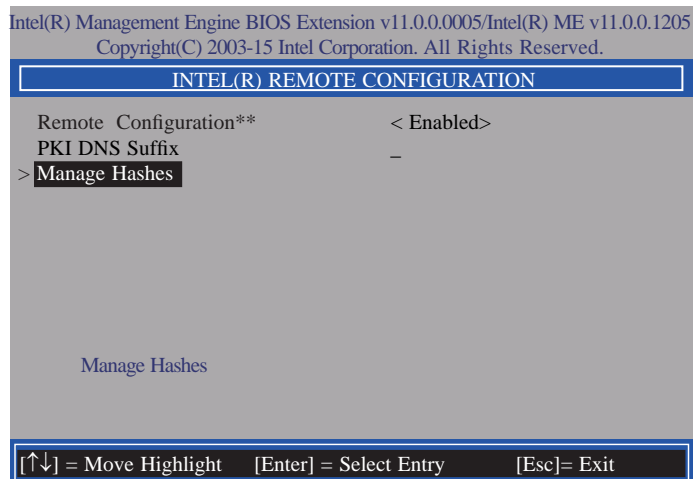 Intel(R) Management Engine BIOS Extension v11.0.0.0005/Intel(R) ME v11.0.0.1205
Copyright(C) 2003-15 Intel Corporation. All Rights Reserved.
INTEL(R) REMOTE CONFIGURATION
Remote Configuration** < Enabled>
PKI DNS Suffix _
> Manage Hashes
Manage Hashes
[↑↓] = Move Highlight [Enter] = Select Entry [Esc]= Exit